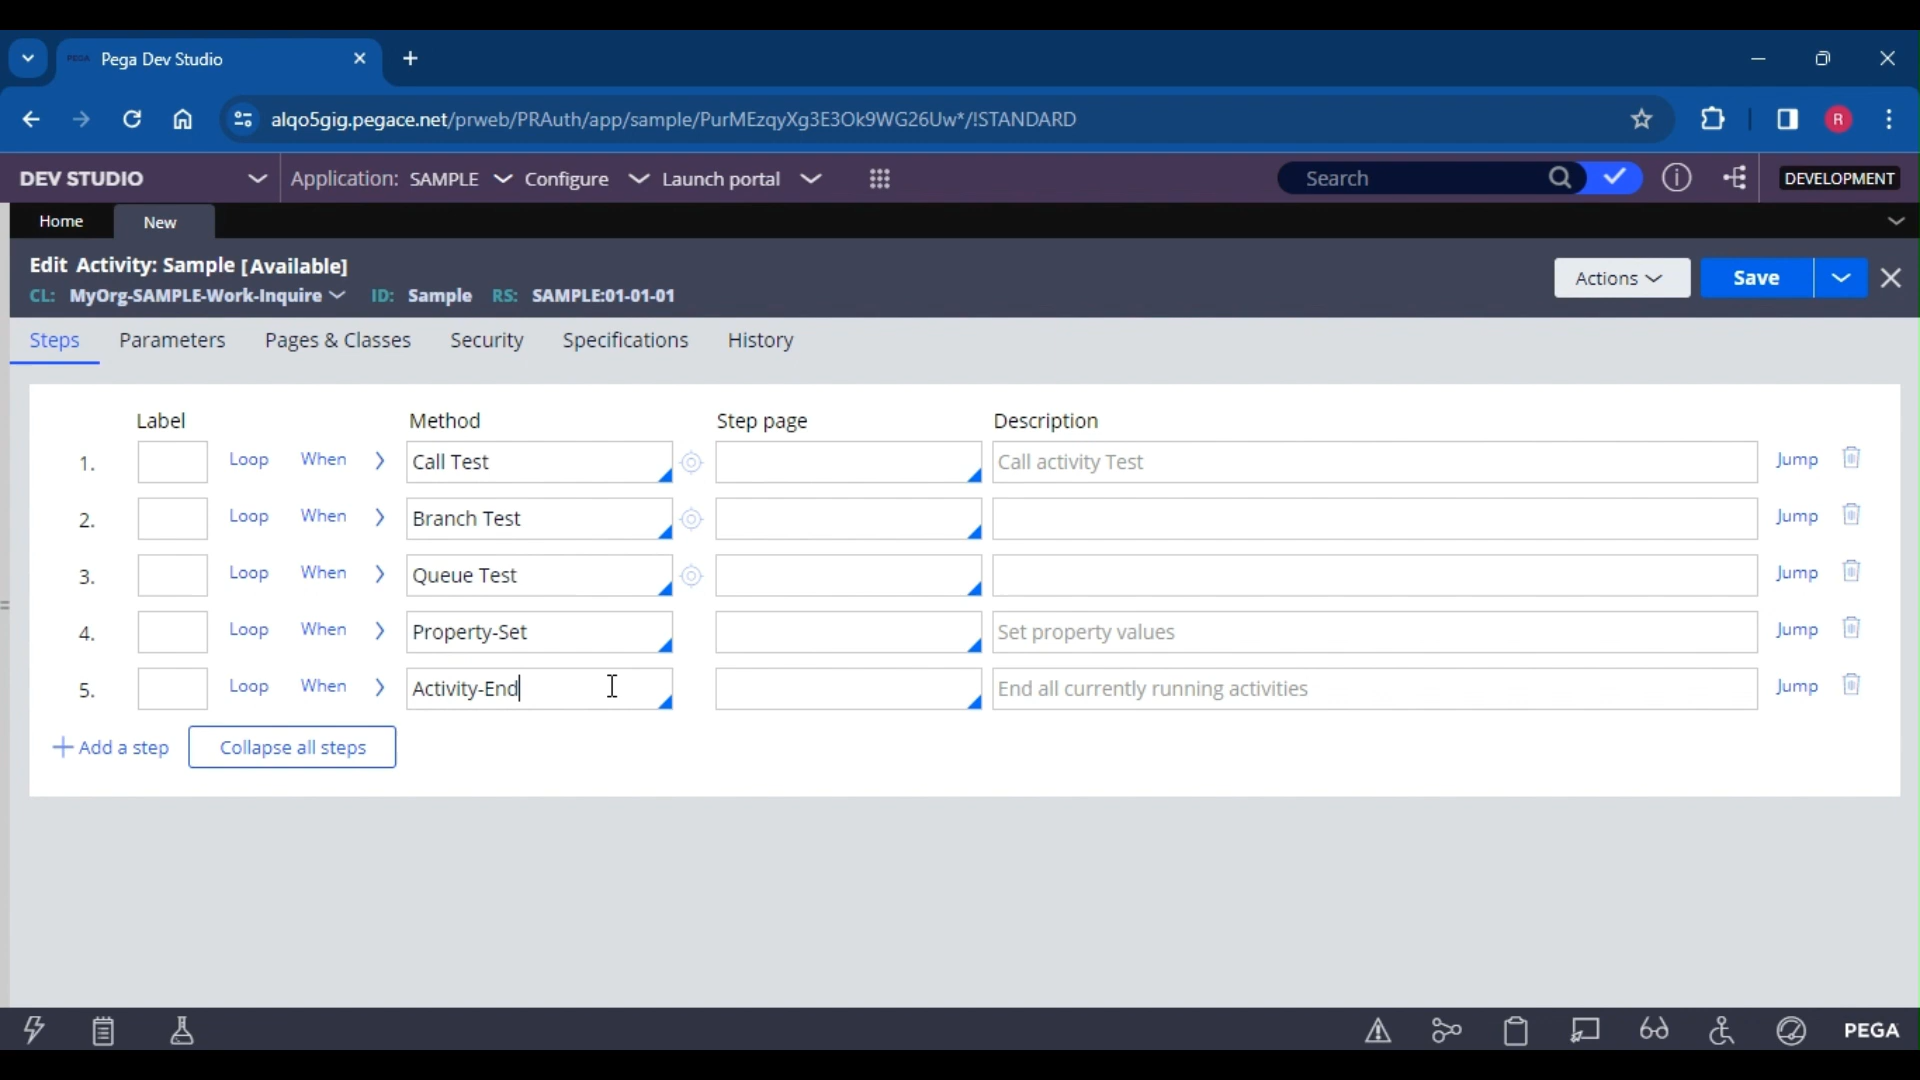 PEGA Pega Dev Studio
alqo5gig.pegace.net/prweb/PRAuth/app/sample/PurMEzqyXg3E3Ok9WG26Uw*/!STANDARD
R
DEV STUDIO Application: SAMPLE Configure Launch portal Search DEVELOPMENT
Home New
Edit Activity: Sample [Available]
CL: MyOrg-SAMPLE-Work-Inquire ID: Sample RS: SAMPLE:01-01-01
Actions Save
Steps Parameters Pages & Classes Security Specifications History
Label Method Step page Description
1. Loop When Call Test Call activity Test Jump
2. Loop When Branch Test Jump
3. Loop When Queue Test Jump
4. Loop When Property-Set Set property values Jump
5. Loop When Activity-End End all currently running activities Jump
Add a step Collapse all steps
PEGA